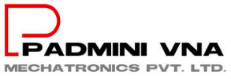 PADMINI VNA
MECHATRONICS PVT. LTD.